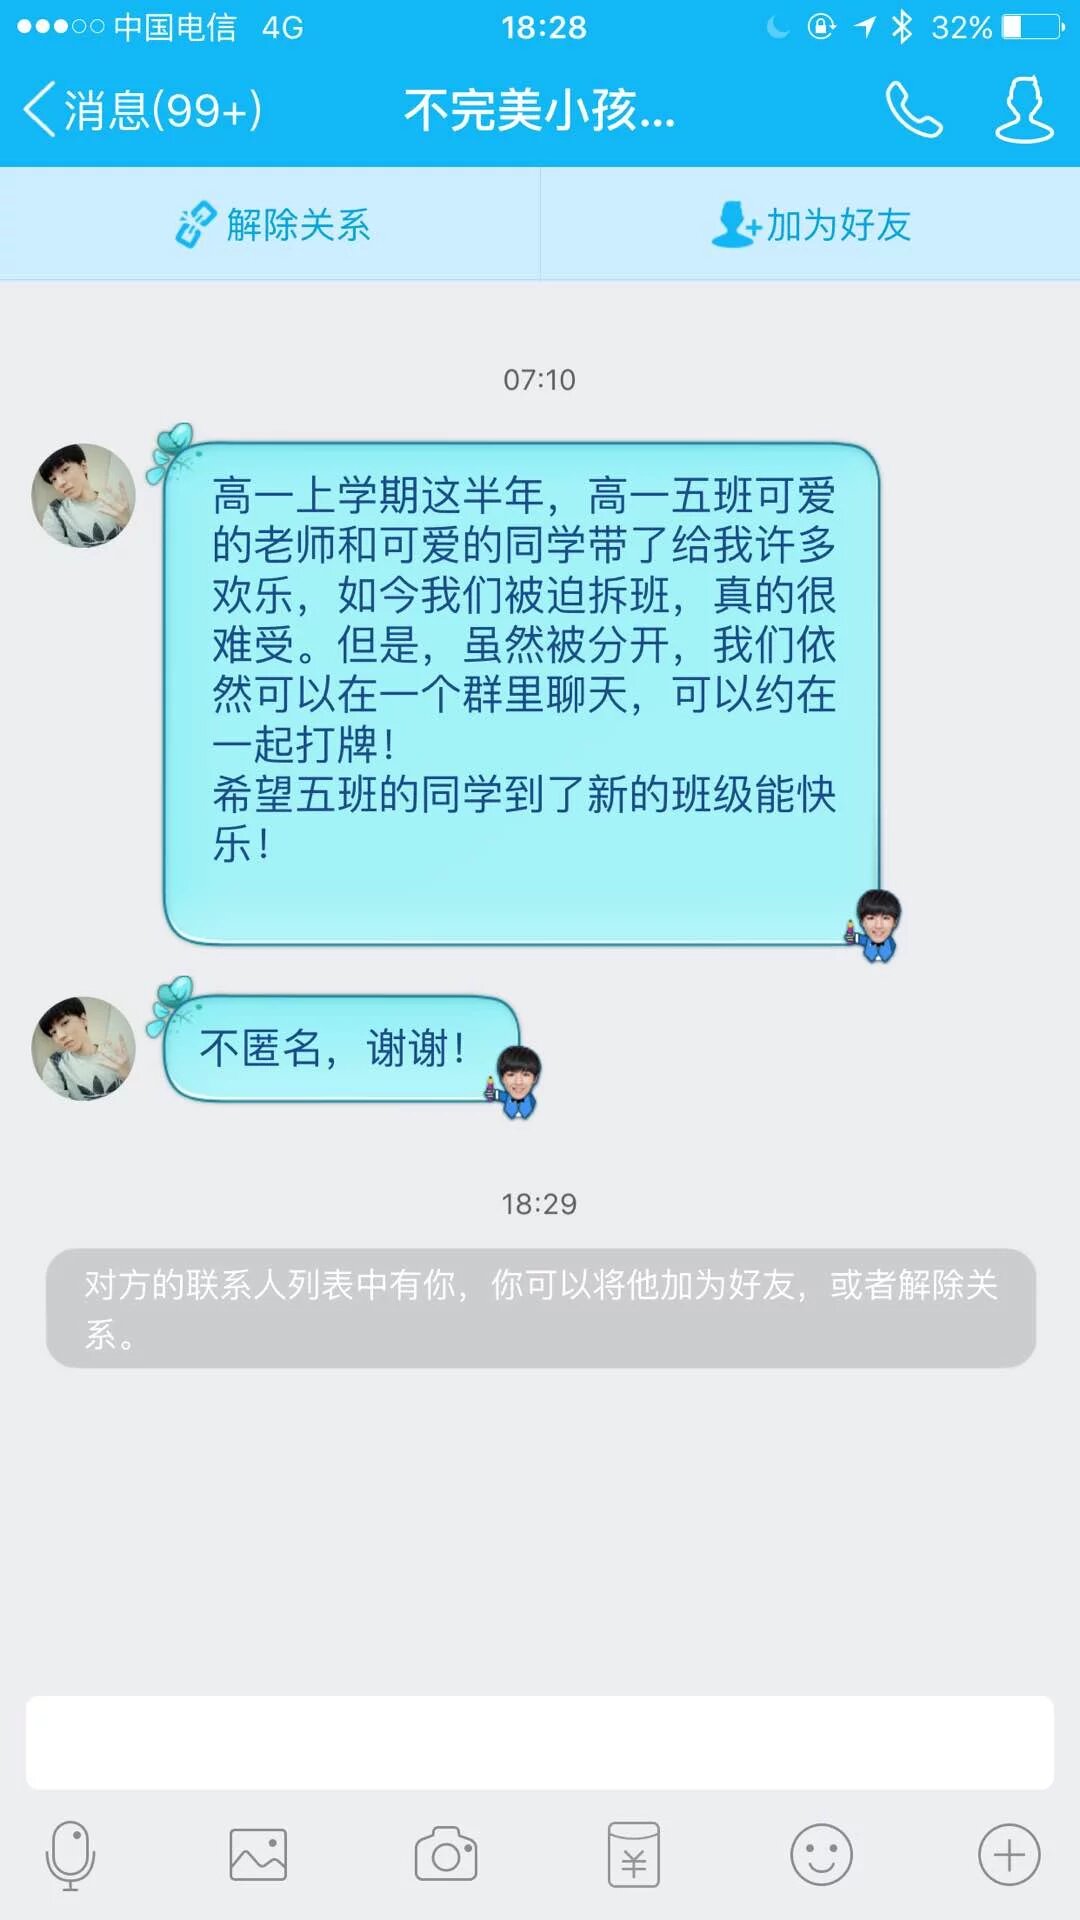 中国电信 4G 18:28 32%
消息(99+) 不完美小孩...
解除关系 加为好友
07:10
高一上学期这半年，高一五班可爱
的老师和可爱的同学带了给我许多
欢乐，如今我们被迫拆班，真的很
难受。但是，虽然被分开，我们依
然可以在一个群里聊天，可以约在
一起打牌！
希望五班的同学到了新的班级能快
乐！
不匿名，谢谢！
18:29
对方的联系人列表中有你，你可以将他加为好友，或者解除关
系。